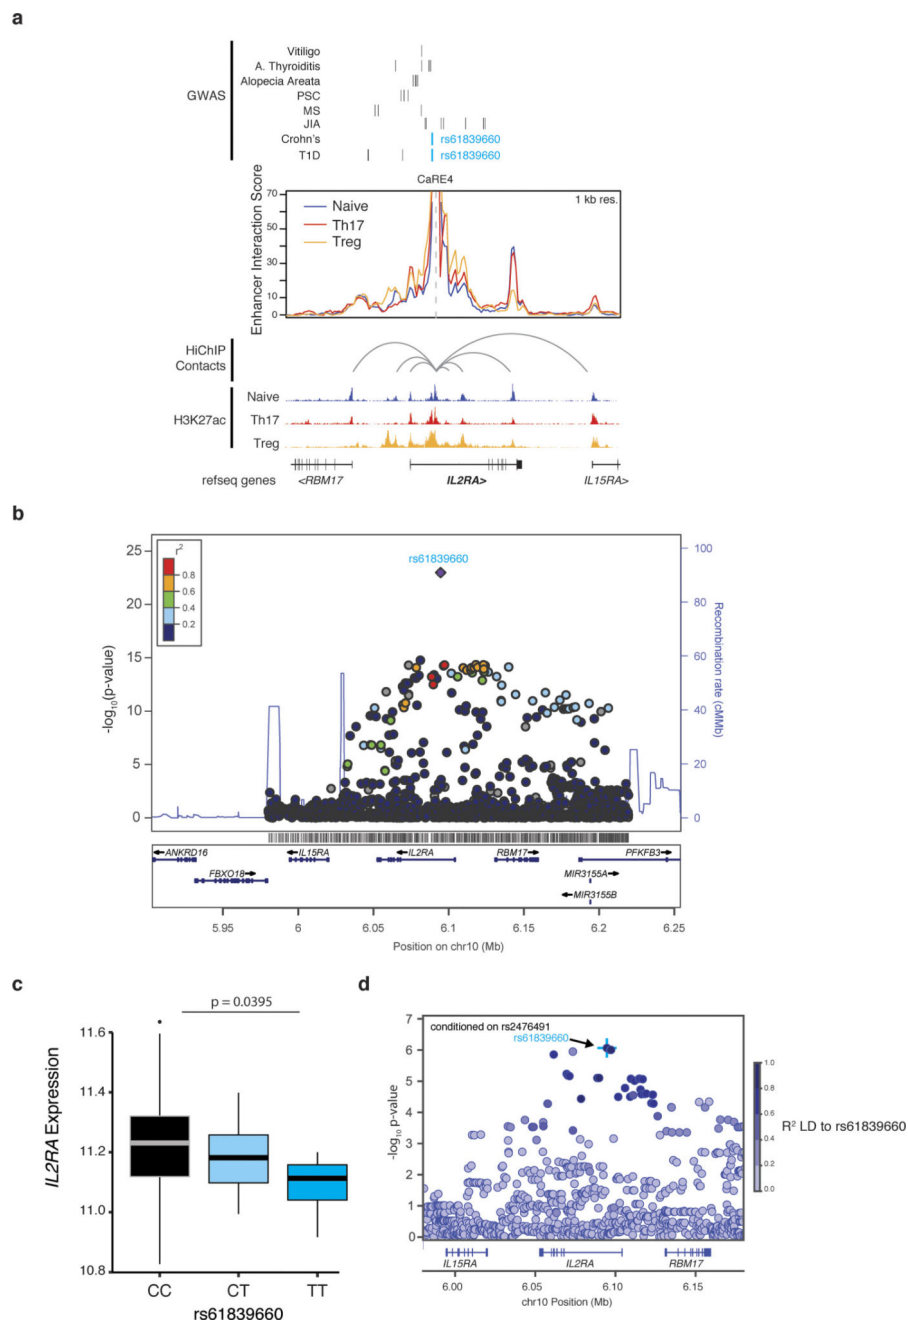 a
GWAS
Vitiligo
A. Thyroiditis
Alopecia Areata
PSC
MS
JIA
Crohn's
rs61839660
T1D
rs61839660
CaRE4
Enhancer Interaction Score
70
50
30
10
0
Naive
Th17
Treg
1 kb res.
HiChIP
Contacts
H3K27ac
Naive
Th17
Treg
refseq genes
<RBM17
IL2RA>
IL15RA>
b
-log10(p-value)
25
20
15
10
5
0
r2
0.8
0.6
0.4
0.2
rs61839660
Recombination rate (cMMb)
100
80
60
40
20
0
ANKRD16
IL15RA
IL2RA
RBM17
PFKFB3
FBXO18
MIR3155A
MIR3155B
5.95
6
6.05
6.1
6.15
6.2
6.25
Position on chr10 (Mb)
c
p = 0.0395
IL2RA Expression
11.6
11.4
11.2
11.0
10.8
CC
CT
TT
rs61839660
d
conditioned on rs2476491
rs61839660
-log10 p-value
7
6
5
4
3
2
1
0
1.0
0.8
0.6
0.4
0.2
0.0
R2 LD to rs61839660
IL15RA
IL2RA
RBM17
6.00
6.05
6.10
6.15
chr10 Position (Mb)